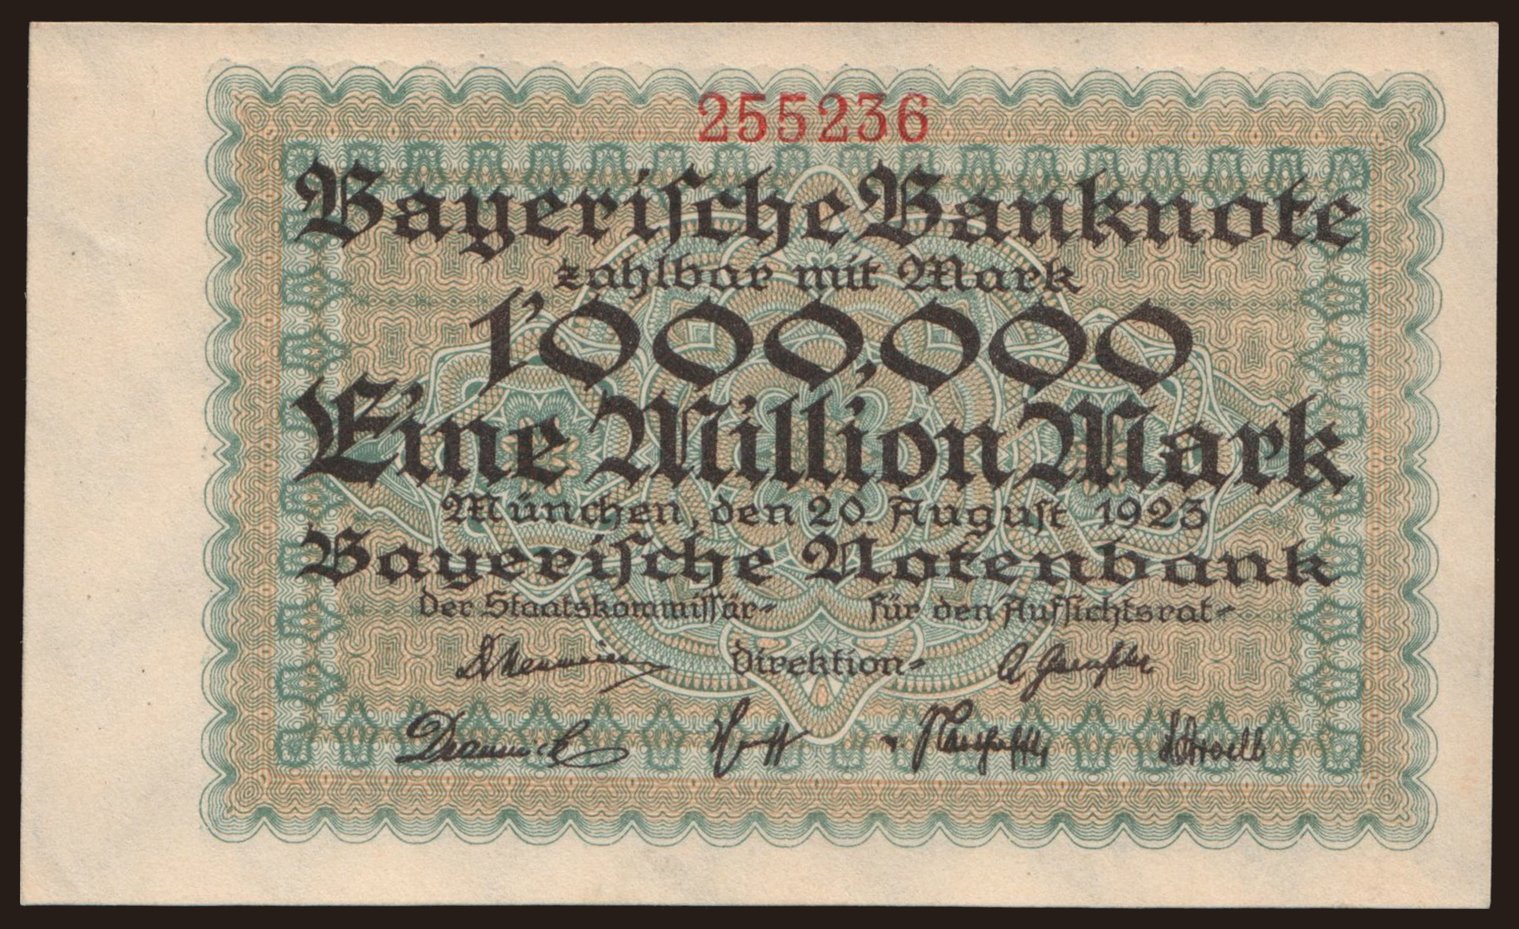 255236
Bayerische Banknote
zahlbar mit Mark
1'000,000
Eine Million Mark
München, den 20. August 1923
Bayerische Notenbank
Der Staatskommissär- für den Aufsichtsrat-
Direktion-